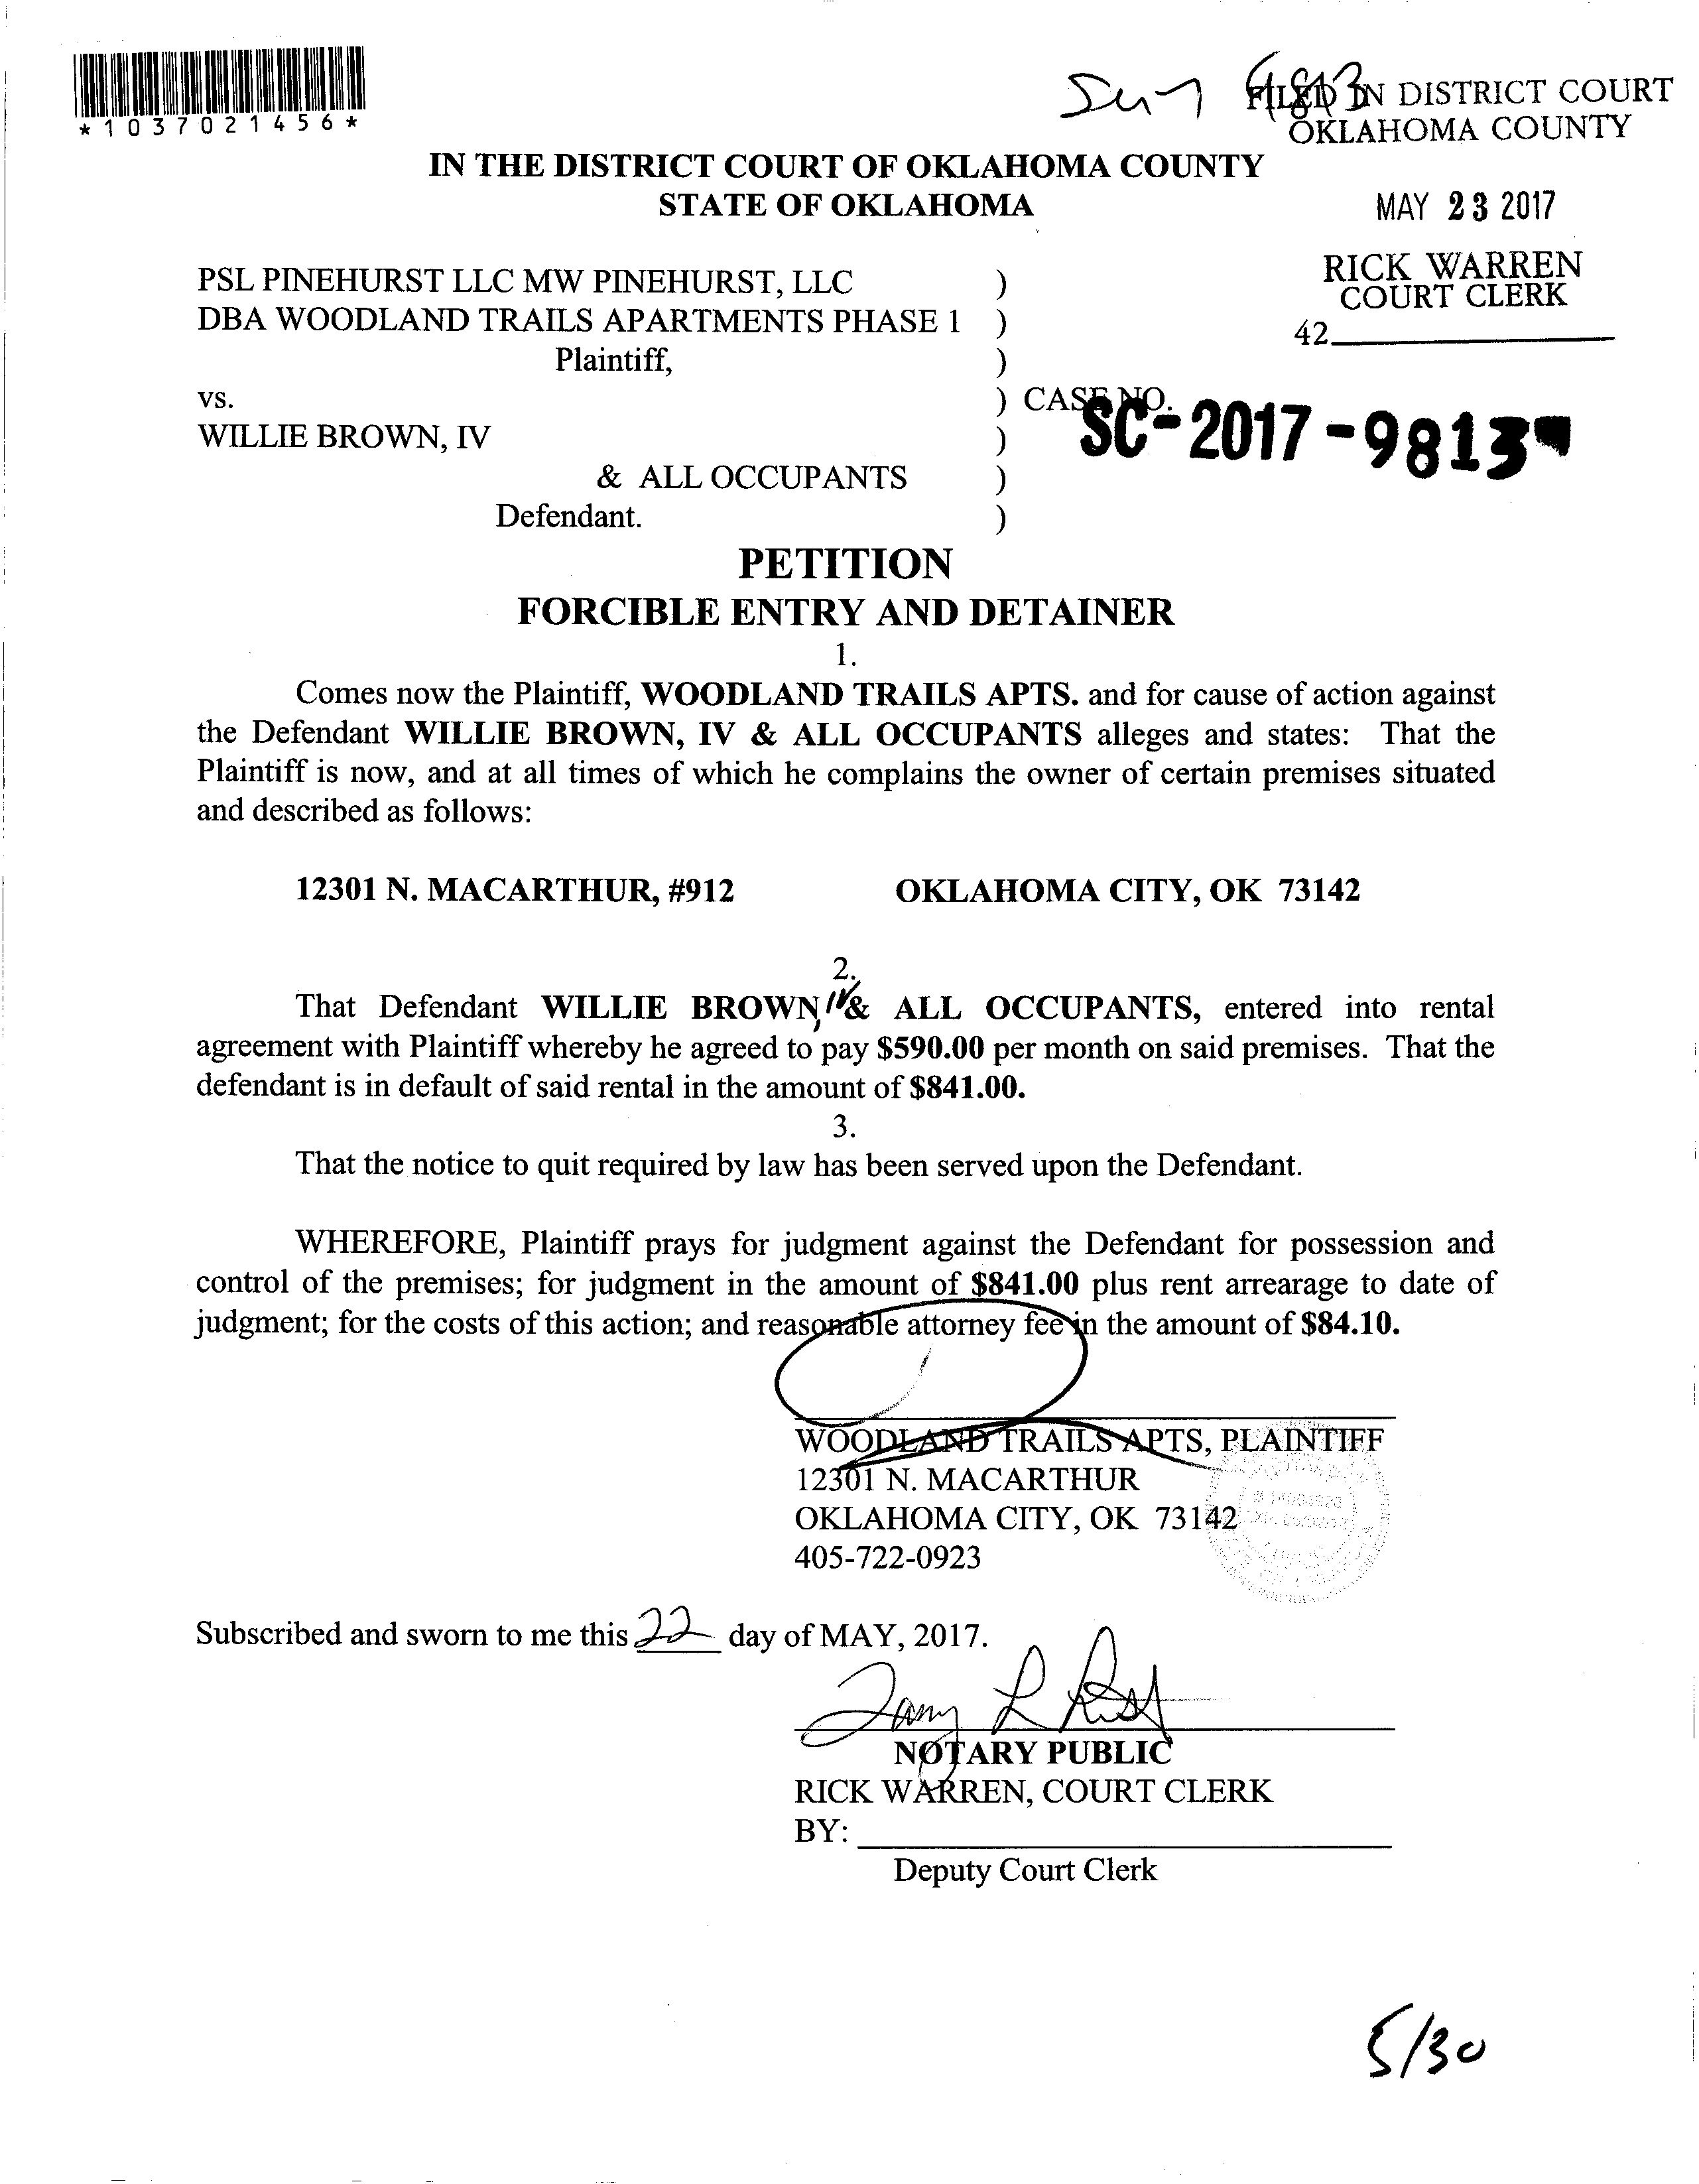 *1037021456*
9813
FILED IN DISTRICT COURT
OKLAHOMA COUNTY
IN THE DISTRICT COURT OF OKLAHOMA COUNTY
STATE OF OKLAHOMA
MAY 23 2017
RICK WARREN
COURT CLERK
42
PSL PINEHURST LLC MW PINEHURST, LLC )
DBA WOODLAND TRAILS APARTMENTS PHASE 1 )
Plaintiff, )
vs. ) CASE NO.
SC-2017-9813
WILLIE BROWN, IV )
& ALL OCCUPANTS )
Defendant. )
PETITION
FORCIBLE ENTRY AND DETAINER
1.
Comes now the Plaintiff, WOODLAND TRAILS APTS. and for cause of action against
the Defendant WILLIE BROWN, IV & ALL OCCUPANTS alleges and states: That the
Plaintiff is now, and at all times of which he complains the owner of certain premises situated
and described as follows:
12301 N. MACARTHUR, #912 OKLAHOMA CITY, OK 73142
2.
That Defendant WILLIE BROWN, IV & ALL OCCUPANTS, entered into rental
agreement with Plaintiff whereby he agreed to pay $590.00 per month on said premises. That the
defendant is in default of said rental in the amount of $841.00.
3.
That the notice to quit required by law has been served upon the Defendant.
WHEREFORE, Plaintiff prays for judgment against the Defendant for possession and
control of the premises; for judgment in the amount of $841.00 plus rent arrearage to date of
judgment; for the costs of this action; and reasonable attorney fee in the amount of $84.10.
WOODLAND TRAILS APTS, PLAINTIFF
12301 N. MACARTHUR
OKLAHOMA CITY, OK 73142
405-722-0923
Subscribed and sworn to me this 22 day of MAY, 2017.
NOTARY PUBLIC
RICK WARREN, COURT CLERK
BY:
Deputy Court Clerk
5/30